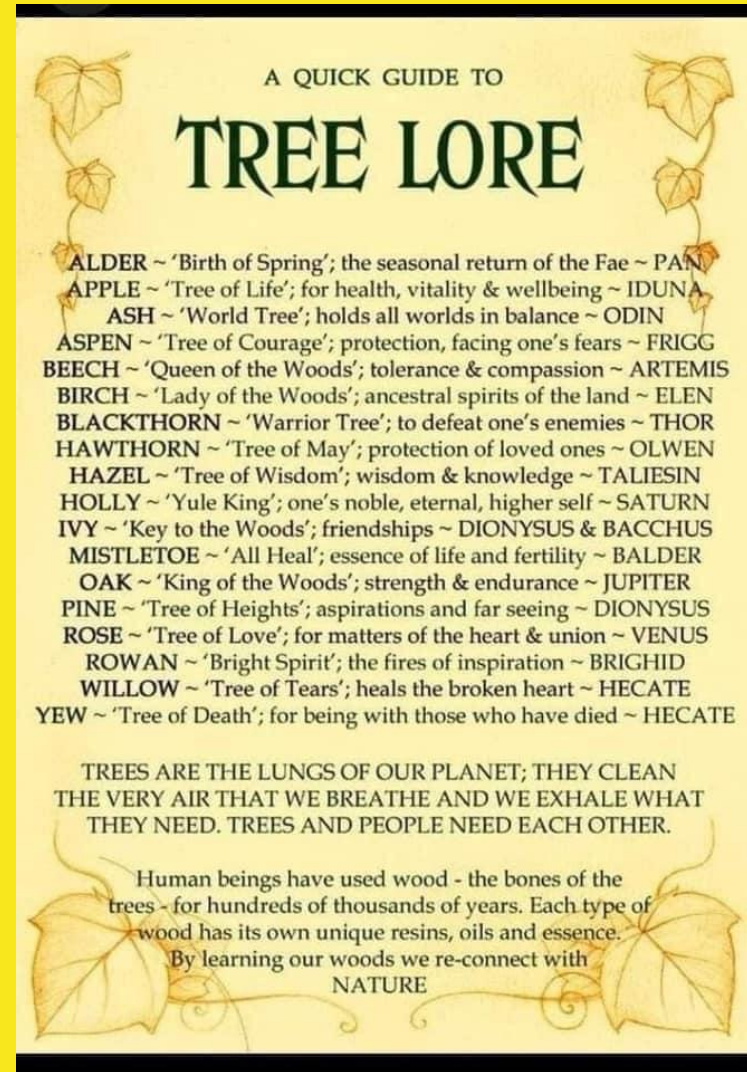 A QUICK GUIDE TO
TREE LORE
ALDER ~ 'Birth of Spring'; the seasonal return of the Fae ~ PAN
APPLE ~ 'Tree of Life'; for health, vitality & wellbeing ~ IDUNA
ASH ~ 'World Tree'; holds all worlds in balance ~ ODIN
ASPEN ~ 'Tree of Courage'; protection, facing one's fears ~ FRIGG
BEECH ~ 'Queen of the Woods'; tolerance & compassion ~ ARTEMIS
BIRCH ~ 'Lady of the Woods'; ancestral spirits of the land ~ ELEN
BLACKTHORN ~ 'Warrior Tree'; to defeat one's enemies ~ THOR
HAWTHORN ~ 'Tree of May'; protection of loved ones ~ OLWEN
HAZEL ~ 'Tree of Wisdom'; wisdom & knowledge ~ TALIESIN
HOLLY ~ 'Yule King'; one's noble, eternal, higher self ~ SATURN
IVY ~ 'Key to the Woods'; friendships ~ DIONYSUS & BACCHUS
MISTLETOE ~ 'All Heal'; essence of life and fertility ~ BALDER
OAK ~ 'King of the Woods'; strength & endurance ~ JUPITER
PINE ~ 'Tree of Heights'; aspirations and far seeing ~ DIONYSUS
ROSE ~ 'Tree of Love'; for matters of the heart & union ~ VENUS
ROWAN ~ 'Bright Spirit'; the fires of inspiration ~ BRIGHID
WILLOW ~ 'Tree of Tears'; heals the broken heart ~ HECATE
YEW ~ 'Tree of Death'; for being with those who have died ~ HECATE
TREES ARE THE LUNGS OF OUR PLANET; THEY CLEAN
THE VERY AIR THAT WE BREATHE AND WE EXHALE WHAT
THEY NEED. TREES AND PEOPLE NEED EACH OTHER.
Human beings have used wood - the bones of the
trees - for hundreds of thousands of years. Each type of
wood has its own unique resins, oils and essence.
By learning our woods we re-connect with
NATURE